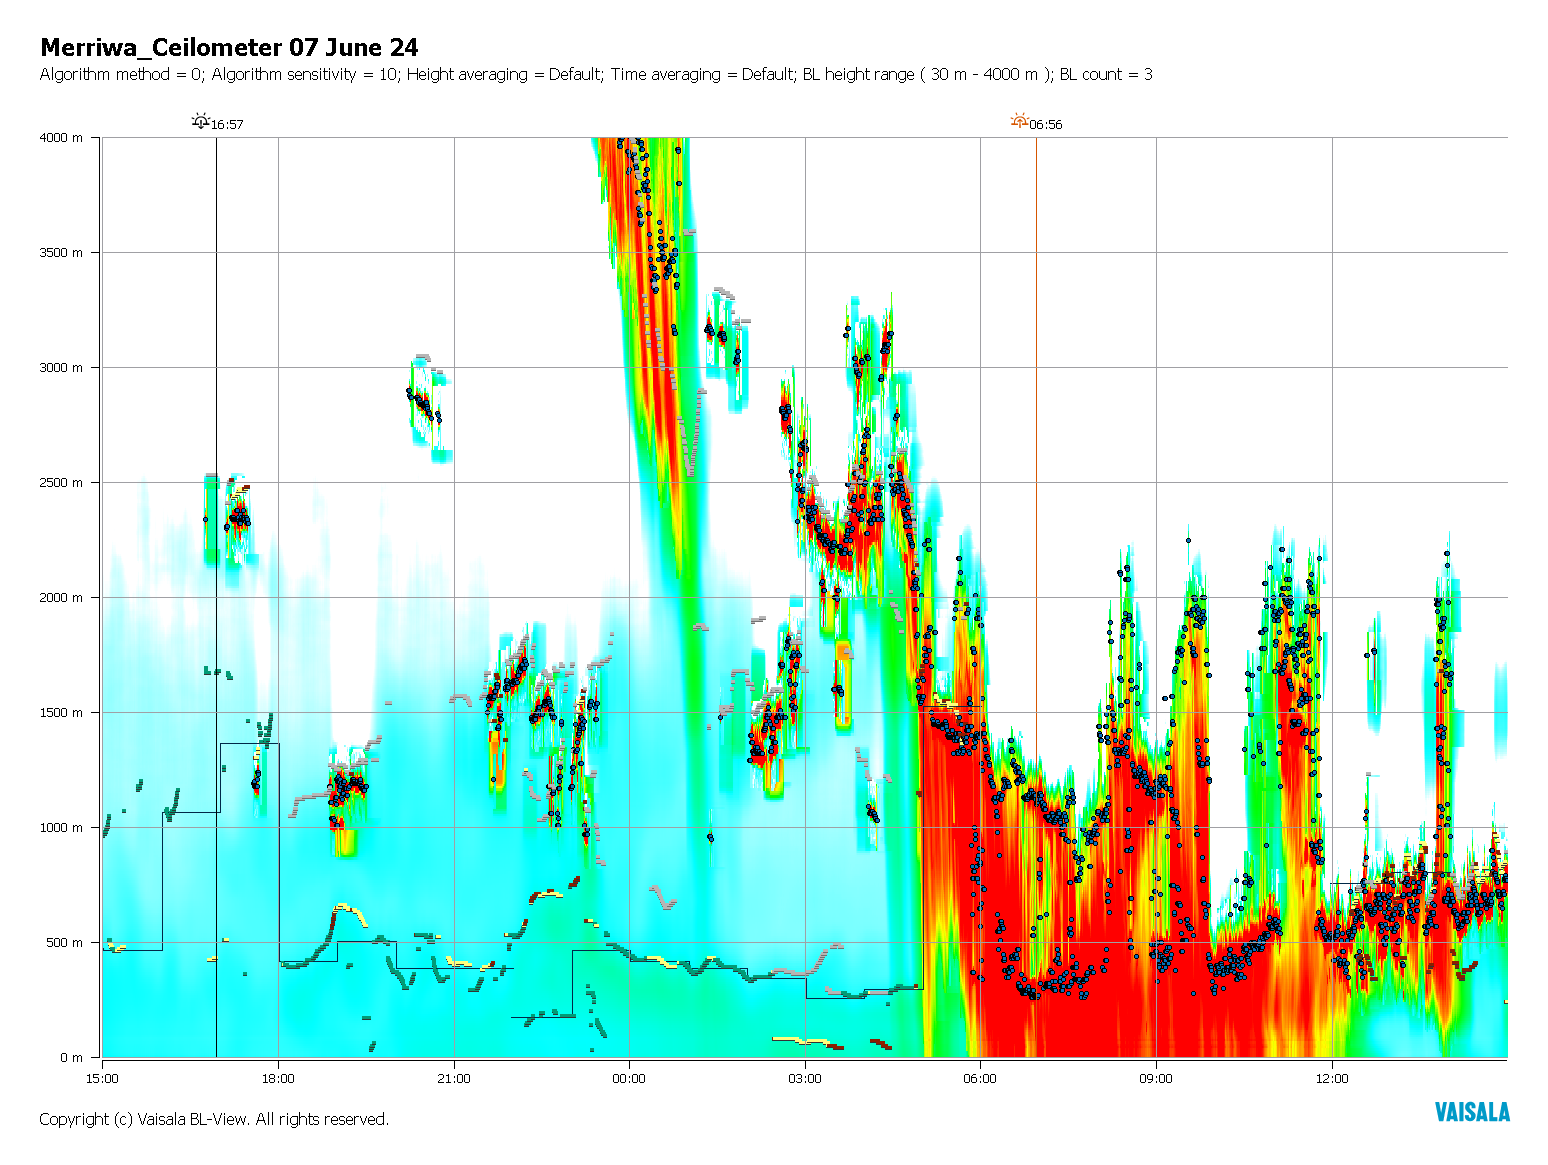 Merriwa_Ceilometer 07 June 24
Algorithm method = 0; Algorithm sensitivity = 10; Height averaging = Default; Time averaging = Default; BL height range ( 30 m - 4000 m ); BL count = 3
16:57
06:56
4000 m
3500 m
3000 m
2500 m
2000 m
1500 m
1000 m
500 m
0 m
15:00
18:00
21:00
00:00
03:00
06:00
09:00
12:00
Copyright (c) Vaisala BL-View. All rights reserved.
VAISALA